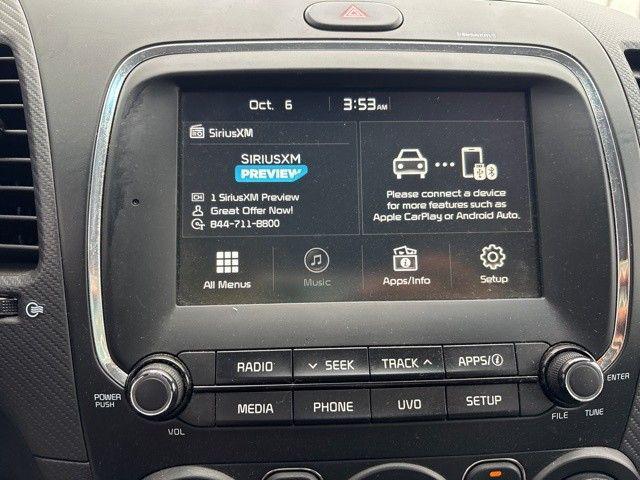 SIRIUSXM
Oct. 6 3:53AM
SiriusXM
SIRIUSXM
PREVIEW
CH 1 SiriusXM Preview
Great Offer Now!
844-711-8800
Please connect a device
for more features such as
Apple CarPlay or Android Auto.
All Menus Music Apps/Info Setup
RADIO SEEK TRACK APPS/i
MEDIA PHONE UVO SETUP
POWER
PUSH
VOL
ENTER
FILE TUNE